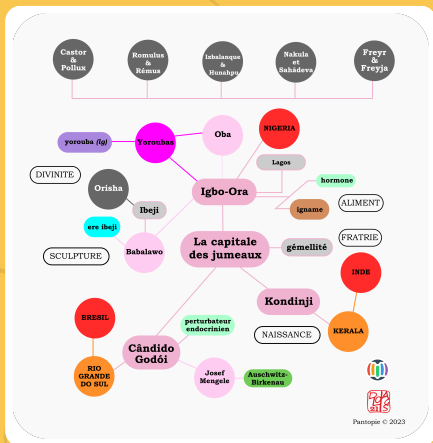 Castor
&
Pollux
Romulus
&
Rémus
Ixbalanque
&
Hunahpu
Nakula
et
Sahadeva
Freyr
&
Freyja
yorouba (lg)
Yoroubas
Oba
NIGERIA
Lagos
hormone
DIVINITE
Orisha
Igbo-Ora
igname
ALIMENT
Ibeji
ere ibeji
Babalawo
SCULPTURE
La capitale
des jumeaux
gémellité
FRATRIE
INDE
Kondinji
KERALA
NAISSANCE
BRESIL
perturbateur
endocrinien
Cândido
Godói
RIO
GRANDE
DO SUL
Josef
Mengele
Auschwitz-
Birkenau
Pantopie © 2023